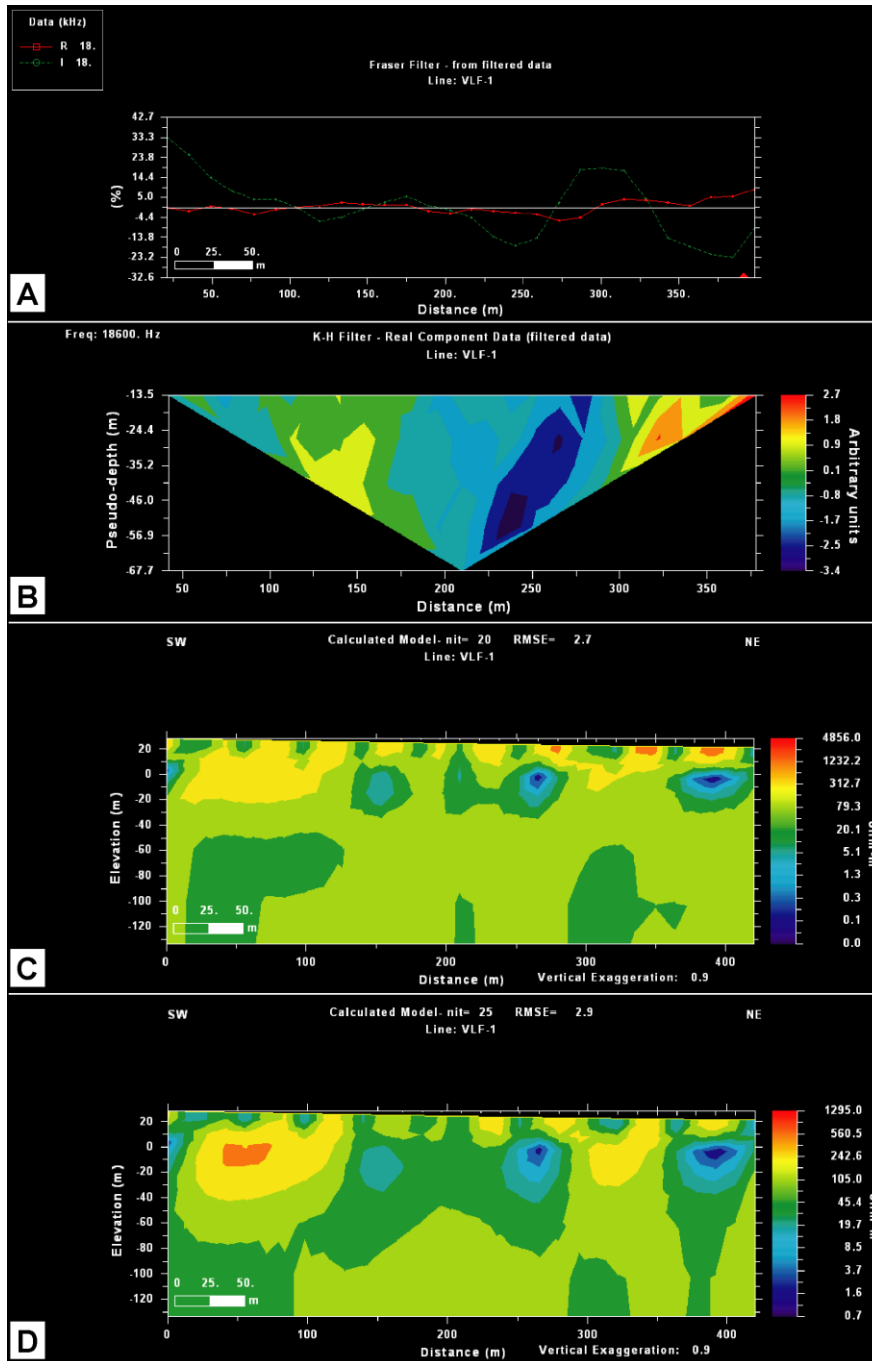 Data (kHz)
R 18.
I 18.
Fraser Filter - from filtered data
Line: VLF-1
42.7
33.3
23.8
14.4
5.0
-4.4
-13.8
-23.2
-32.6
(%)
0 25. 50.
m
50. 100. 150. 200. 250. 300. 350.
Distance (m)
A
Freq: 18600. Hz
K-H Filter - Real Component Data (filtered data)
Line: VLF-1
-13.5
-24.4
-35.2
-46.0
-56.9
-67.7
Pseudo-depth (m)
50 100 150 200 250 300 350
Distance (m)
2.7
1.8
0.9
0.1
-0.8
-1.7
-2.5
-3.4
Arbitrary units
B
SW
Calculated Model- nit= 20 RMSE= 2.7
NE
Line: VLF-1
20
0
-20
-40
-60
-80
-100
-120
Elevation (m)
0 25. 50.
m
0 100 200 300 400
Distance (m)
Vertical Exaggeration: 0.9
4856.0
1232.2
312.7
79.3
20.1
5.1
1.3
0.3
0.1
0.0
C
SW
Calculated Model- nit= 25 RMSE= 2.9
NE
Line: VLF-1
20
0
-20
-40
-60
-80
-100
-120
Elevation (m)
0 25. 50.
m
0 100 200 300 400
Distance (m)
Vertical Exaggeration: 0.9
1295.0
560.5
242.6
105.0
45.4
19.7
8.5
3.7
1.6
0.7
D